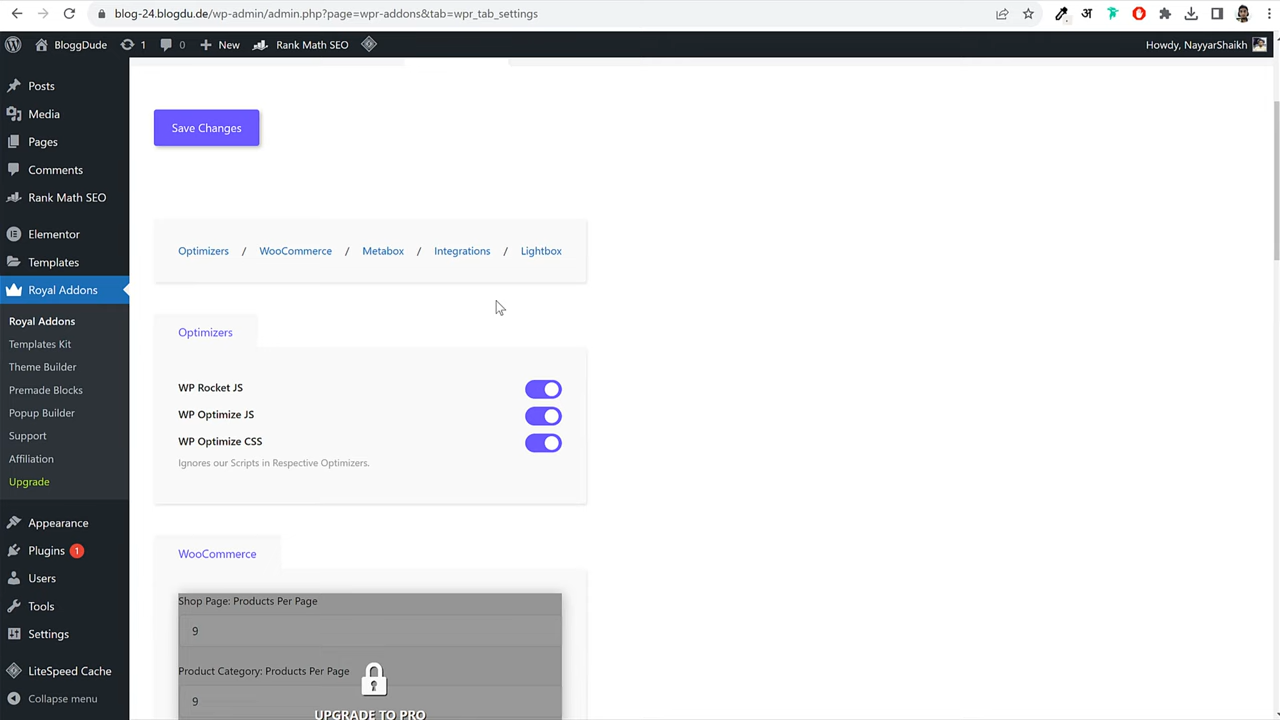 blog-24.blogdu.de/wp-admin/admin.php?page=wpr-addons&tab=wpr_tab_settings
BloggDude 1 0 New Rank Math SEO Howdy, NayyarShaikh
Posts
Media
Pages
Comments
Rank Math SEO
Elementor
Templates
Royal Addons
Royal Addons
Templates Kit
Theme Builder
Premade Blocks
Popup Builder
Support
Affiliation
Upgrade
Appearance
Plugins 1
Users
Tools
Settings
LiteSpeed Cache
Collapse menu
Save Changes
Optimizers / WooCommerce / Metabox / Integrations / Lightbox
Optimizers
WP Rocket JS
WP Optimize JS
WP Optimize CSS
Ignores our Scripts in Respective Optimizers.
WooCommerce
Shop Page: Products Per Page
9
Product Category: Products Per Page
9
UPGRADE TO PRO